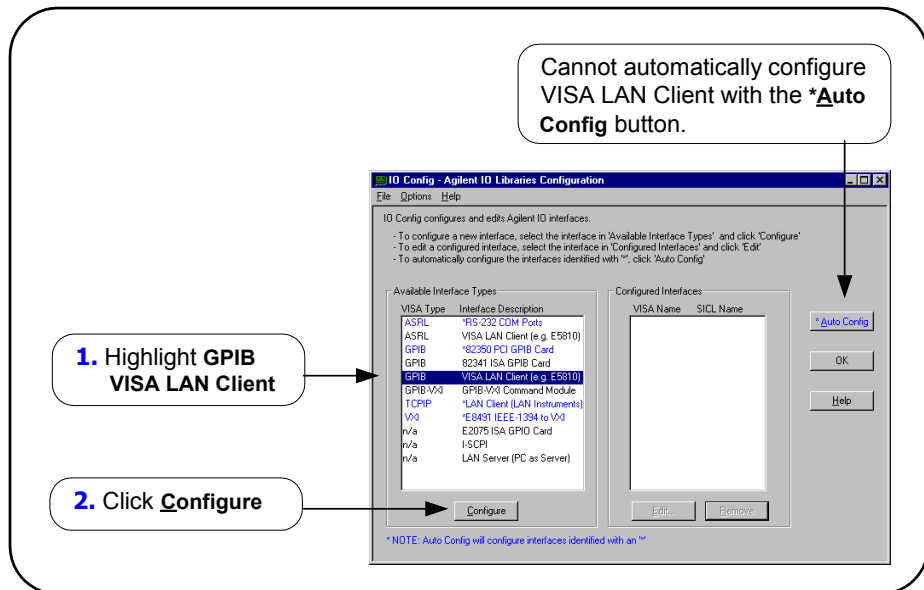 Cannot automatically configure
VISA LAN Client with the *Auto
Config button.
IO Config - Agilent IO Libraries Configuration
File Options Help
IO Config configures and edits Agilent IO interfaces.
- To configure a new interface, select the interface in 'Available Interface Types' and click 'Configure'
- To edit a configured interface, select the interface in 'Configured Interfaces' and click 'Edit'
- To automatically configure the interfaces identified with '*', click 'Auto Config'
Available Interface Types
VISA Type Interface Description
ASRL *RS-232 COM Ports
ASRL VISA LAN Client (e.g. E5810)
GPIB *82350 PCI GPIB Card
GPIB 82341 ISA GPIB Card
GPIB VISA LAN Client (e.g. E5810)
GPIB-VXI GPIB-VXI Command Module
TCPIP *LAN Client (LAN Instruments)
VXI *E8491 IEEE-1394 to VXI
n/a E2075 ISA GPIO Card
n/a I-SCPI
n/a LAN Server (PC as Server)
Configure
Configured Interfaces
VISA Name SICL Name
Edit... Remove
* Auto Config
OK
Help
* NOTE: Auto Config will configure interfaces identified with an '*'
1. Highlight GPIB
VISA LAN Client
2. Click Configure